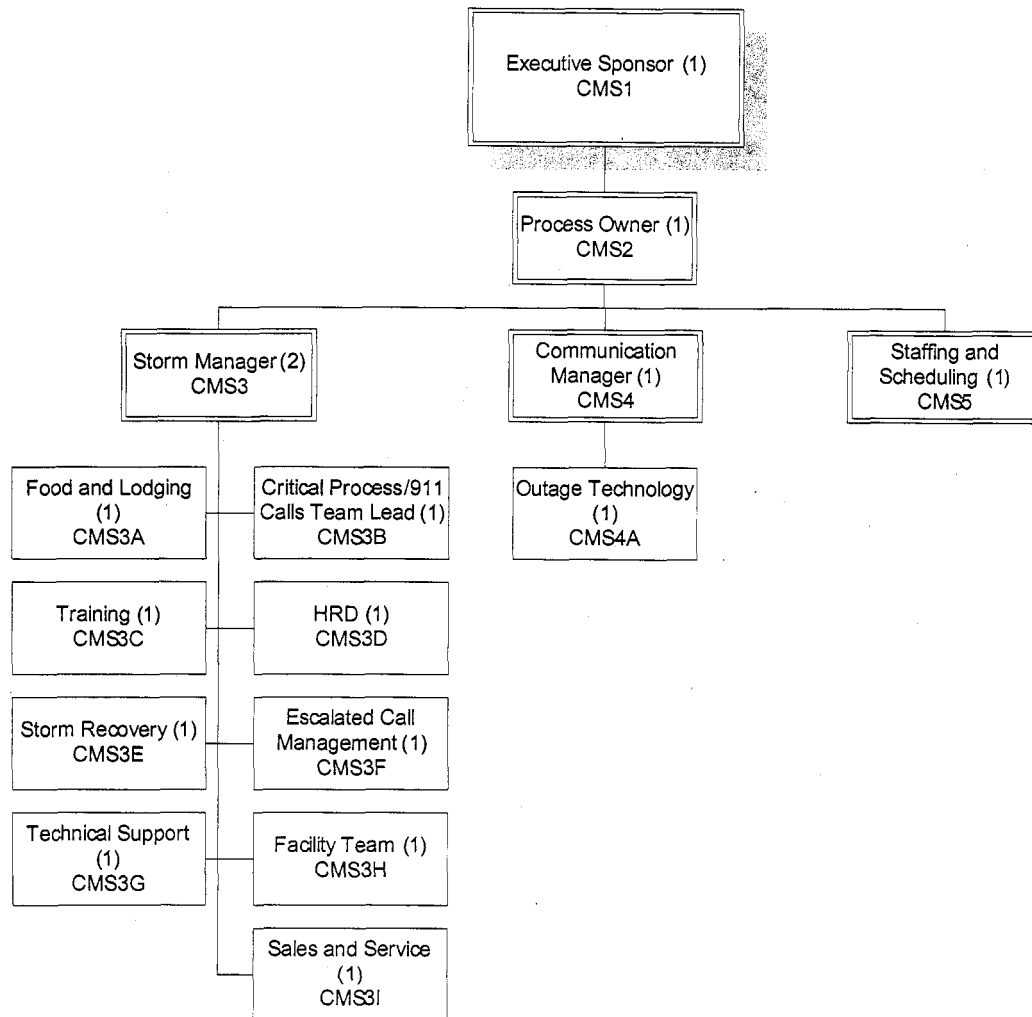 Executive Sponsor (1)
CMS1
Process Owner (1)
CMS2
Storm Manager (2)
CMS3
Communication
Manager (1)
CMS4
Staffing and
Scheduling (1)
CMS5
Food and Lodging
(1)
CMS3A
Critical Process/911
Calls Team Lead (1)
CMS3B
Outage Technology
(1)
CMS4A
Training (1)
CMS3C
HRD (1)
CMS3D
Storm Recovery (1)
CMS3E
Escalated Call
Management (1)
CMS3F
Technical Support
(1)
CMS3G
Facility Team (1)
CMS3H
Sales and Service
(1)
CMS3I